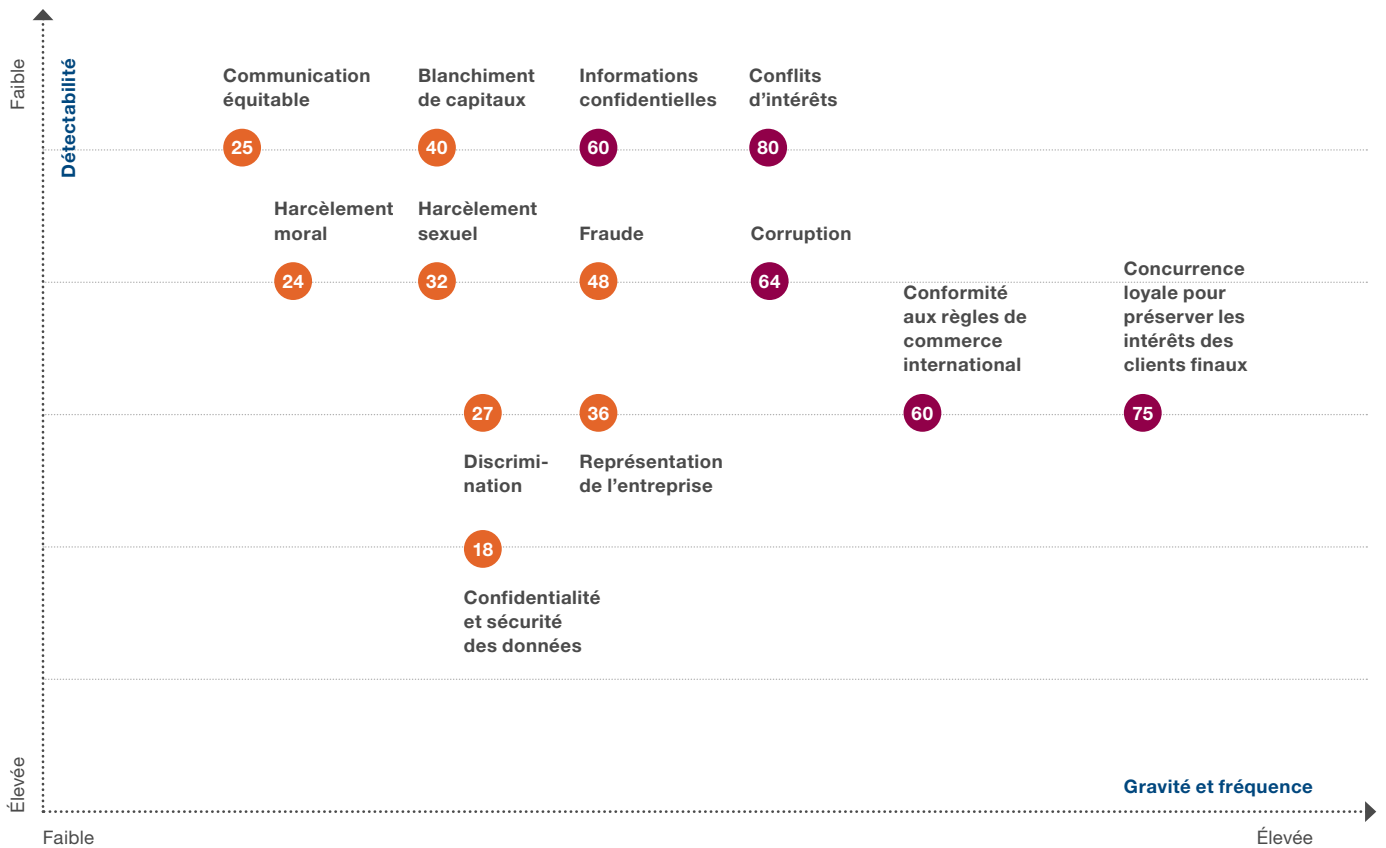 Faible
Détectabilité
Communication
équitable
25
Blanchiment
de capitaux
40
Informations
confidentielles
60
Conflits
d’intérêts
80
Harcèlement
moral
24
Harcèlement
sexuel
32
Fraude
48
Corruption
64
Conformité
aux règles de
commerce
international
60
Concurrence
loyale pour
préserver les
intérêts des
clients finaux
75
27
Discrimi-
nation
36
Représentation
de l’entreprise
18
Confidentialité
et sécurité
des données
Élevée
Gravité et fréquence
Faible
Élevée